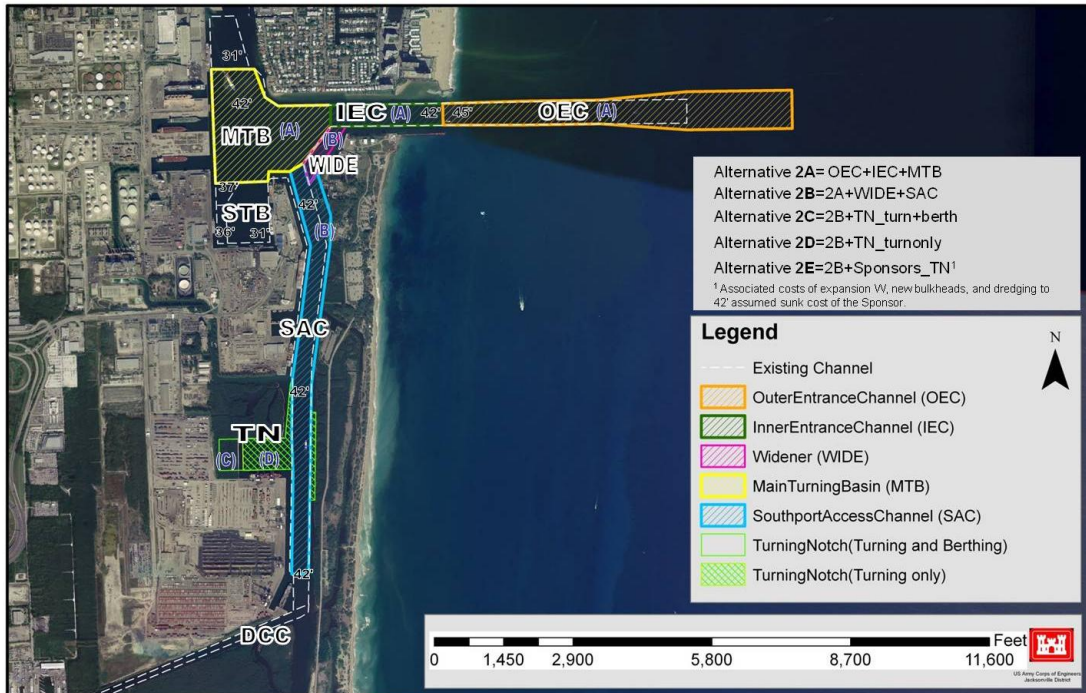 31'
42'
MTB (A)
IEC (A) 42' 45' OEC (A)
(B)
WIDE
37'
STB
36' 31'
42'
(B)
SAC
42'
TN
(C) (D)
42'
DCC
Alternative 2A= OEC+IEC+MTB
Alternative 2B=2A+WIDE+SAC
Alternative 2C=2B+TN_turn+berth
Alternative 2D=2B+TN_turnonly
Alternative 2E=2B+Sponsors_TN¹
¹ Associated costs of expansion W, new bulkheads, and dredging to
42' assumed sunk cost of the Sponsor.
Legend
N
Existing Channel
OuterEntranceChannel (OEC)
InnerEntranceChannel (IEC)
Widener (WIDE)
MainTurningBasin (MTB)
SouthportAccessChannel (SAC)
TurningNotch(Turning and Berthing)
TurningNotch(Turning only)
Feet
0 1,450 2,900 5,800 8,700 11,600
US Army Corps of Engineers
Jacksonville District